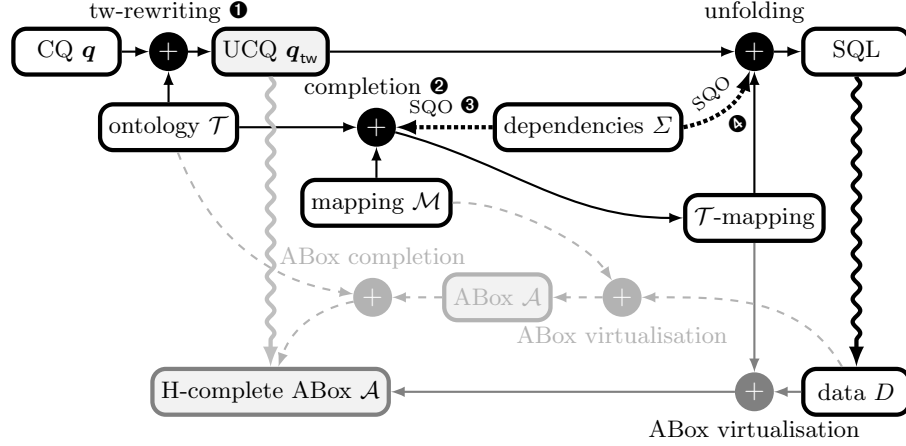 tw-rewriting ❶
unfolding
CQ 𝒒
+
UCQ 𝒒tw
+
SQL
completion ❷
SQO ❸
SQO
❹
ontology 𝒯
+
dependencies Σ
mapping ℳ
𝒯-mapping
ABox completion
+
ABox 𝒜
+
ABox virtualisation
H-complete ABox 𝒜
+
data D
ABox virtualisation